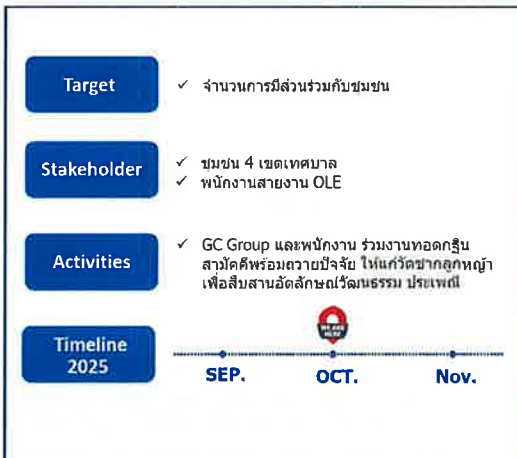 Target
✓ จำนวนการมีส่วนร่วมกับชุมชน
Stakeholder
✓ ชุมชน 4 เขตเทศบาล
✓ พนักงานสายงาน OLE
Activities
✓ GC Group และพนักงาน ร่วมงานทอดกฐิน
สามัคคีพร้อมถวายปัจจัย ให้แก่วัดชากลูกหญ้า
เพื่อสืบสานอัตลักษณ์วัฒนธรรม ประเพณี
Timeline
2025
WE ARE
HERE
SEP.
OCT.
Nov.